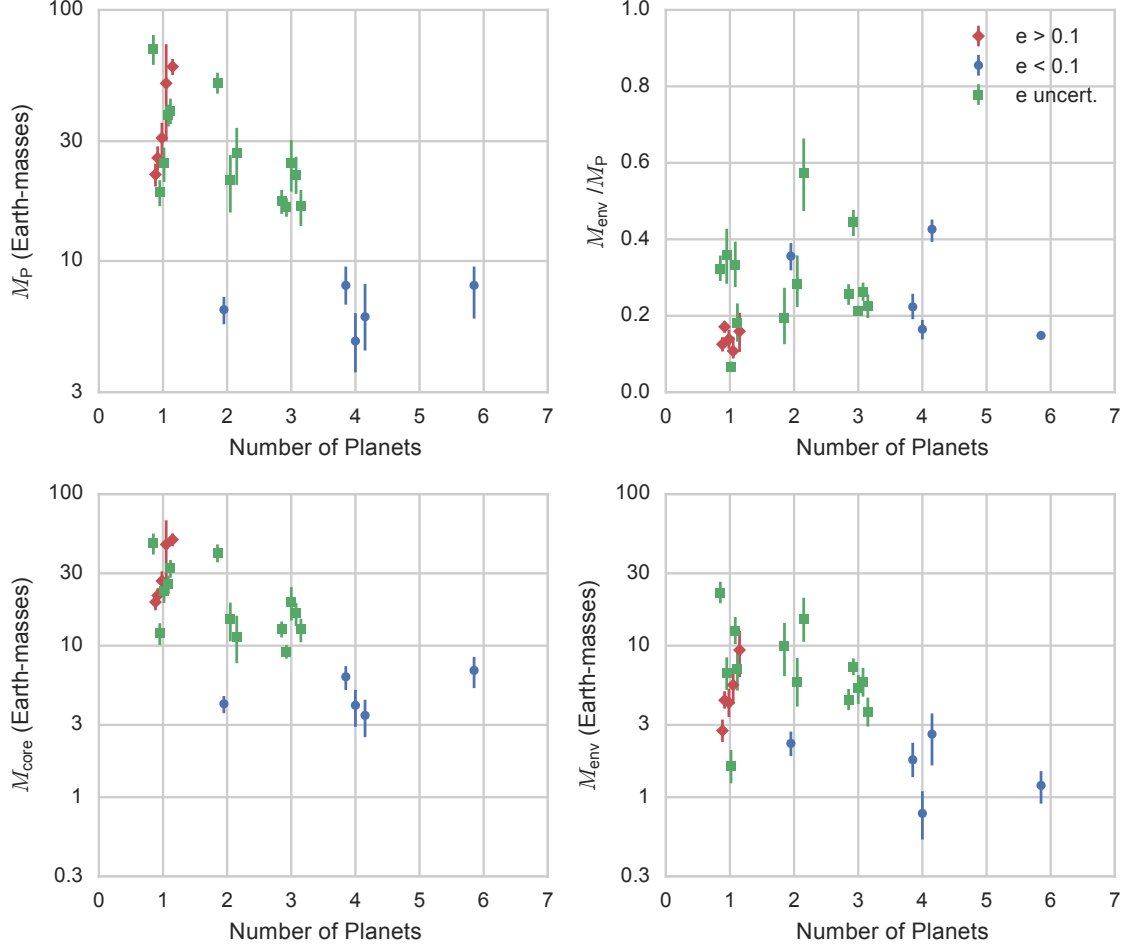 100
30
10
3
M_P (Earth-masses)
0 1 2 3 4 5 6 7
Number of Planets
1.0
0.8
0.6
0.4
0.2
0.0
M_env / M_P
e > 0.1
e < 0.1
e uncert.
0 1 2 3 4 5 6 7
Number of Planets
100
30
10
3
1
0.3
M_core (Earth-masses)
0 1 2 3 4 5 6 7
Number of Planets
100
30
10
3
1
0.3
M_env (Earth-masses)
0 1 2 3 4 5 6 7
Number of Planets